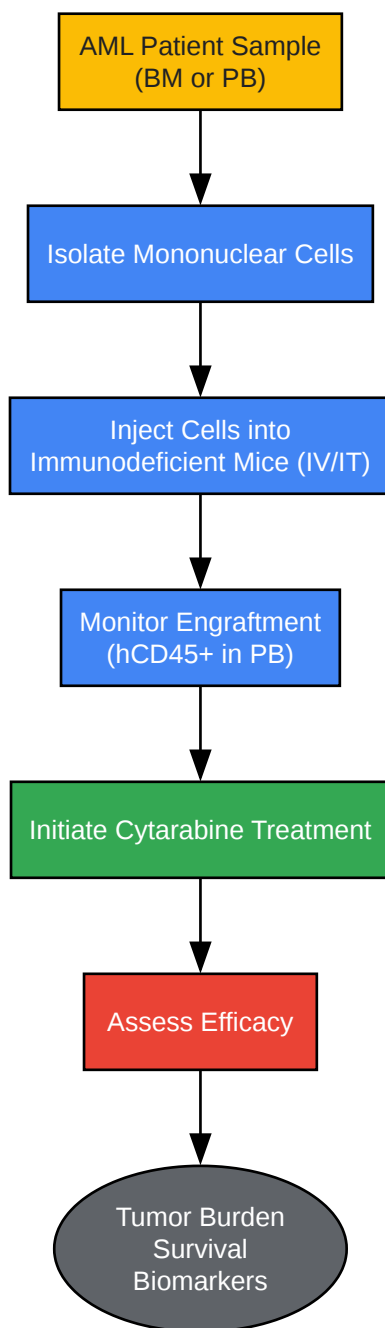 AML Patient Sample
(BM or PB)
Isolate Mononuclear Cells
Inject Cells into
Immunodeficient Mice (IV/IT)
Monitor Engraftment
(hCD45+ in PB)
Initiate Cytarabine Treatment
Assess Efficacy
Tumor Burden
Survival
Biomarkers